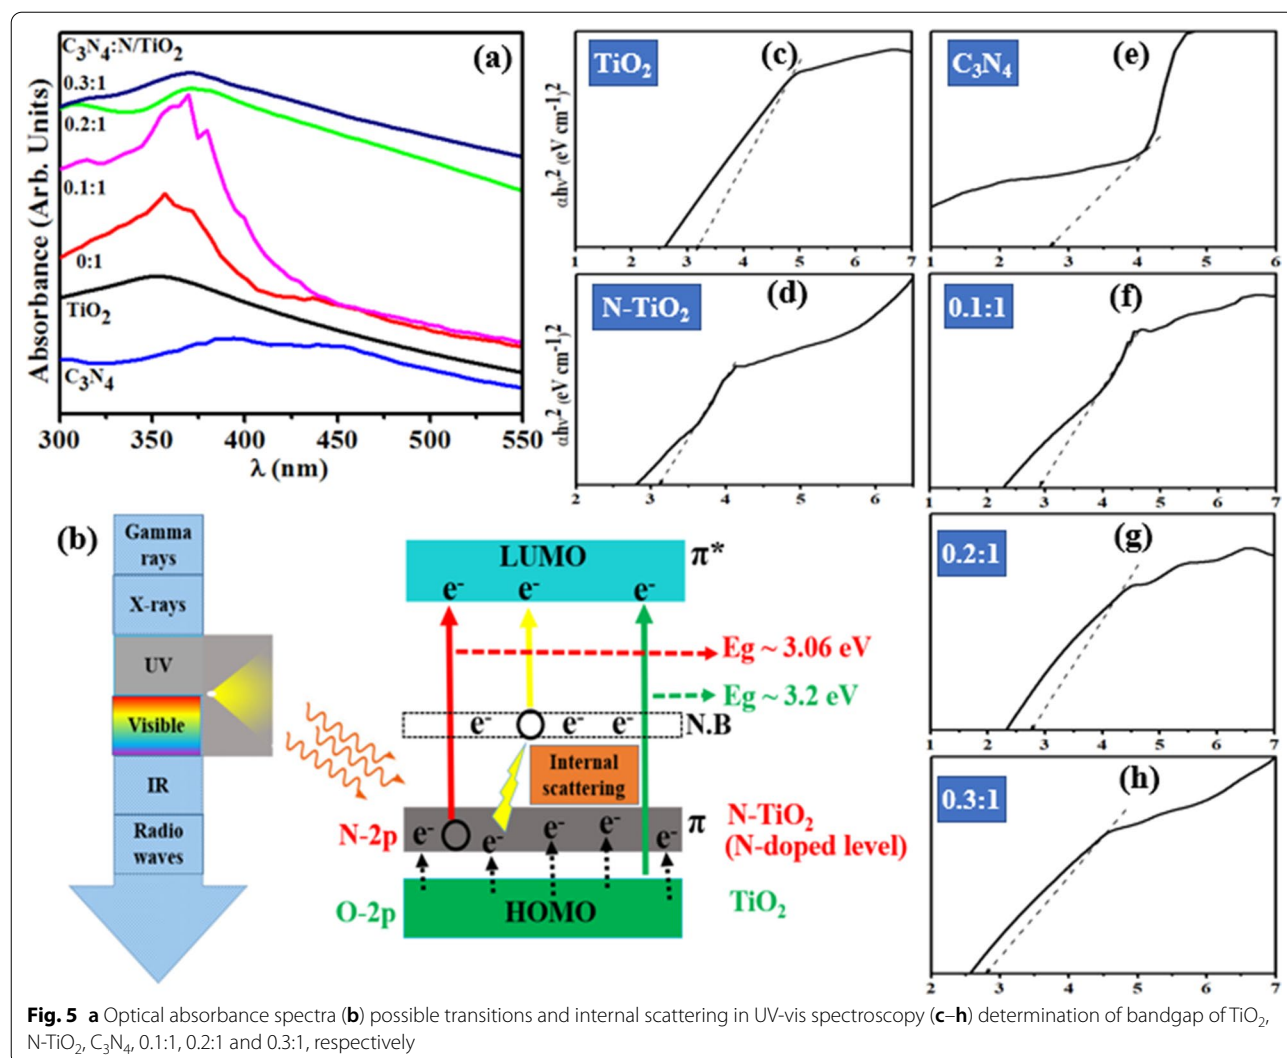 C₃N₄:N/TiO₂
(a)
0.3:1
0.2:1
0.1:1
0:1
TiO₂
C₃N₄
Absorbance (Arb. Units)
300 350 400 450 500 550
λ (nm)
TiO₂
(c)
αhν² (eV cm⁻¹)²
1 2 3 4 5 6 7
C₃N₄
(e)
1 2 3 4 5 6
N-TiO₂
(d)
αhν² (eV cm⁻¹)²
2 3 4 5 6
0.1:1
(f)
1 2 3 4 5 6 7
(b)
Gamma
rays
X-rays
UV
Visible
IR
Radio
waves
LUMO
π*
e⁻ e⁻ e⁻
Eg ~ 3.06 eV
Eg ~ 3.2 eV
e⁻ e⁻ e⁻
N.B
Internal
scattering
N-2p
e⁻ e⁻ e⁻ e⁻ e⁻
π
N-TiO₂
(N-doped level)
O-2p
HOMO
TiO₂
0.2:1
(g)
1 2 3 4 5 6 7
0.3:1
(h)
2 3 4 5 6 7
Fig. 5 a Optical absorbance spectra (b) possible transitions and internal scattering in UV-vis spectroscopy (c–h) determination of bandgap of TiO₂,
N-TiO₂, C₃N₄, 0.1:1, 0.2:1 and 0.3:1, respectively